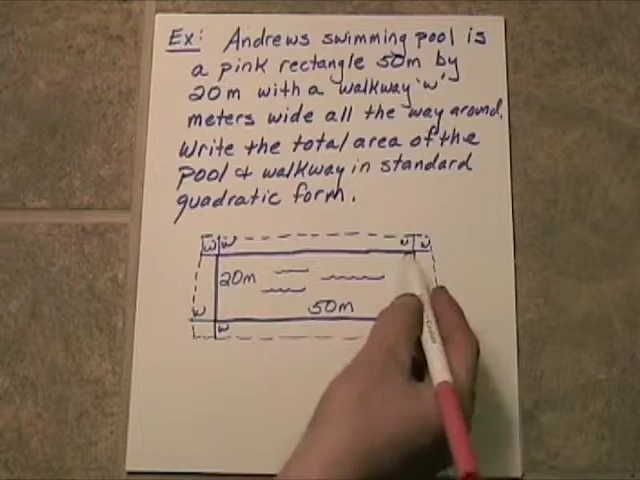 Ex: Andrews swimming pool is
a pink rectangle 50m by
20m with a walkway 'w'
meters wide all the way around.
Write the total area of the
pool & walkway in standard
quadratic form.
w w w w
20m
50m
w w